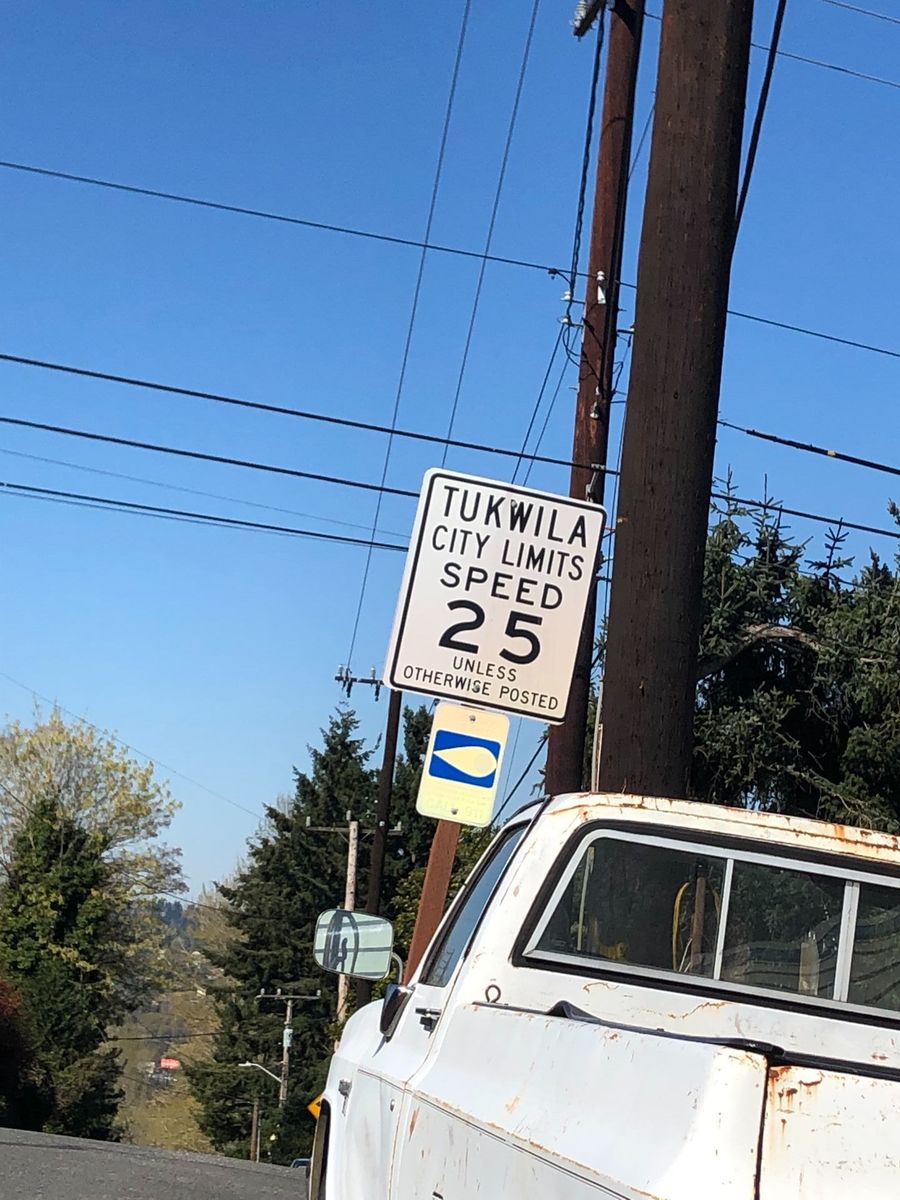 TUKWILA
CITY LIMITS
SPEED
25
UNLESS
OTHERWISE POSTED